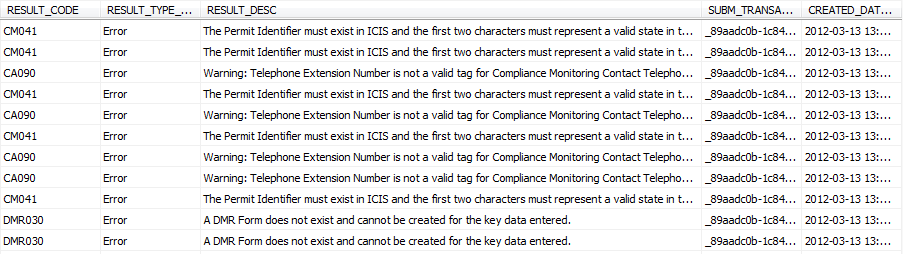 RESULT_CODE RESULT_TYPE_... RESULT_DESC SUBM_TRANSA... CREATED_DAT...
CM041 Error The Permit Identifier must exist in ICIS and the first two characters must represent a valid state in t... _89aadc0b-1c84... 2012-03-13 13:...
CM041 Error The Permit Identifier must exist in ICIS and the first two characters must represent a valid state in t... _89aadc0b-1c84... 2012-03-13 13:...
CA090 Error Warning: Telephone Extension Number is not a valid tag for Compliance Monitoring Contact Telepho... _89aadc0b-1c84... 2012-03-13 13:...
CM041 Error The Permit Identifier must exist in ICIS and the first two characters must represent a valid state in t... _89aadc0b-1c84... 2012-03-13 13:...
CA090 Error Warning: Telephone Extension Number is not a valid tag for Compliance Monitoring Contact Telepho... _89aadc0b-1c84... 2012-03-13 13:...
CM041 Error The Permit Identifier must exist in ICIS and the first two characters must represent a valid state in t... _89aadc0b-1c84... 2012-03-13 13:...
CA090 Error Warning: Telephone Extension Number is not a valid tag for Compliance Monitoring Contact Telepho... _89aadc0b-1c84... 2012-03-13 13:...
CA090 Error Warning: Telephone Extension Number is not a valid tag for Compliance Monitoring Contact Telepho... _89aadc0b-1c84... 2012-03-13 13:...
CM041 Error The Permit Identifier must exist in ICIS and the first two characters must represent a valid state in t... _89aadc0b-1c84... 2012-03-13 13:...
DMR030 Error A DMR Form does not exist and cannot be created for the key data entered. _89aadc0b-1c84... 2012-03-13 13:...
DMR030 Error A DMR Form does not exist and cannot be created for the key data entered. _89aadc0b-1c84... 2012-03-13 13:...